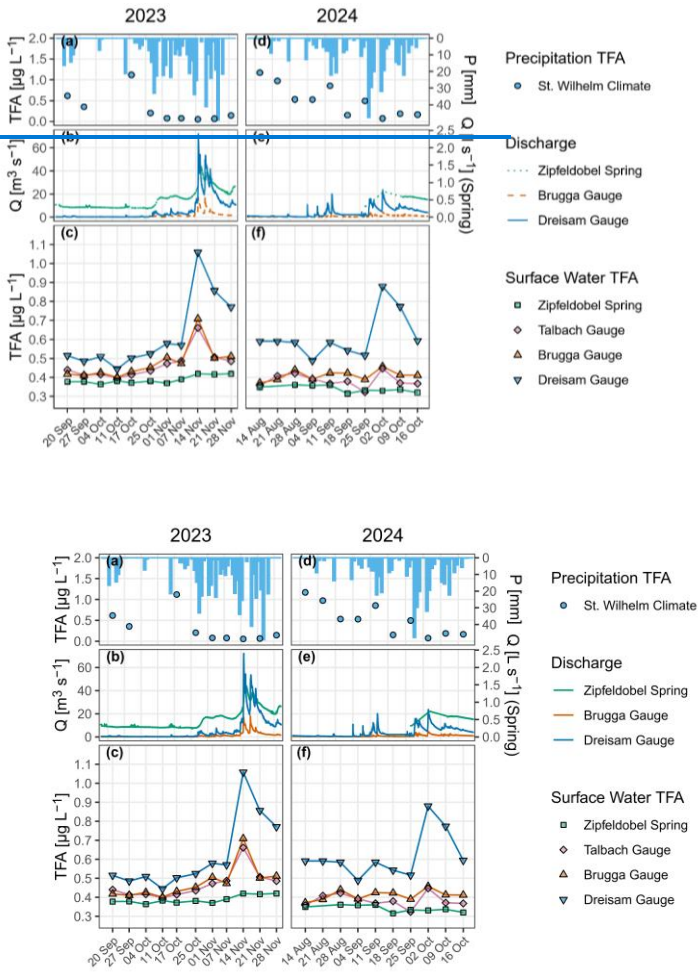 2023 2024
(a) (d)
TFA [µg L⁻¹]
2.0
1.5
1.0
0.5
0.0
0
10
20
30
40
P [mm]
Precipitation TFA
St. Wilhelm Climate
(b)
Q [m³ s⁻¹]
60
40
20
0
2.5
2.0
1.5
1.0
0.5
0.0
s⁻¹] (Spring)
Discharge
Zipfeldobel Spring
Brugga Gauge
Dreisam Gauge
(c) (f)
TFA [µg L⁻¹]
1.1
1.0
0.9
0.8
0.7
0.6
0.5
0.4
0.3
Surface Water TFA
Zipfeldobel Spring
Talbach Gauge
Brugga Gauge
Dreisam Gauge
20 Sep 27 Sep 04 Oct 11 Oct 17 Oct 25 Oct 01 Nov 07 Nov 14 Nov 21 Nov 28 Nov
14 Aug 21 Aug 28 Aug 04 Sep 11 Sep 18 Sep 25 Sep 02 Oct 09 Oct 16 Oct
2023 2024
(a) (d)
TFA [µg L⁻¹]
2.0
1.5
1.0
0.5
0.0
0
10
20
30
40
P [mm]
Precipitation TFA
St. Wilhelm Climate
(b) (e)
Q [m³ s⁻¹]
60
40
20
0
2.5
2.0
1.5
1.0
0.5
0.0
Q [L s⁻¹] (Spring)
Discharge
Zipfeldobel Spring
Brugga Gauge
Dreisam Gauge
(c) (f)
TFA [µg L⁻¹]
1.1
1.0
0.9
0.8
0.7
0.6
0.5
0.4
0.3
Surface Water TFA
Zipfeldobel Spring
Talbach Gauge
Brugga Gauge
Dreisam Gauge
20 Sep 27 Sep 04 Oct 11 Oct 17 Oct 25 Oct 01 Nov 07 Nov 14 Nov 21 Nov 28 Nov
14 Aug 21 Aug 28 Aug 04 Sep 11 Sep 18 Sep 25 Sep 02 Oct 09 Oct 16 Oct